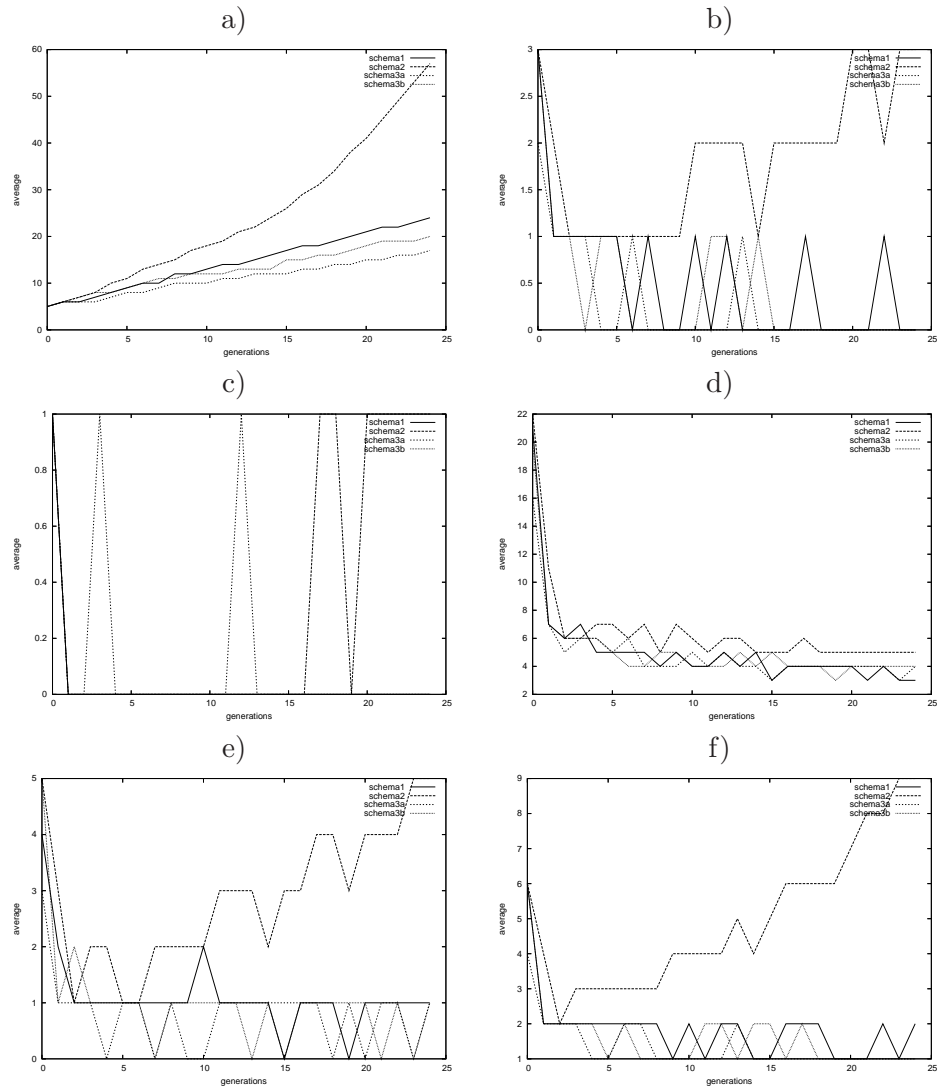 a)
60
50
40
30
20
10
0
0 5 10 15 20 25
average
generations
schema1
schema2
schema3a
schema3b
b)
3
2.5
2
1.5
1
0.5
0
0 5 10 15 20 25
average
generations
schema1
schema2
schema3a
schema3b
c)
1
0.8
0.6
0.4
0.2
0
0 5 10 15 20 25
average
generations
schema1
schema2
schema3a
schema3b
d)
22
20
18
16
14
12
10
8
6
4
2
0 5 10 15 20 25
average
generations
schema1
schema2
schema3a
schema3b
e)
5
4
3
2
1
0
0 5 10 15 20 25
average
generations
schema1
schema2
schema3a
schema3b
f)
9
8
7
6
5
4
3
2
1
0 5 10 15 20 25
average
generations
schema1
schema2
schema3a
schema3b